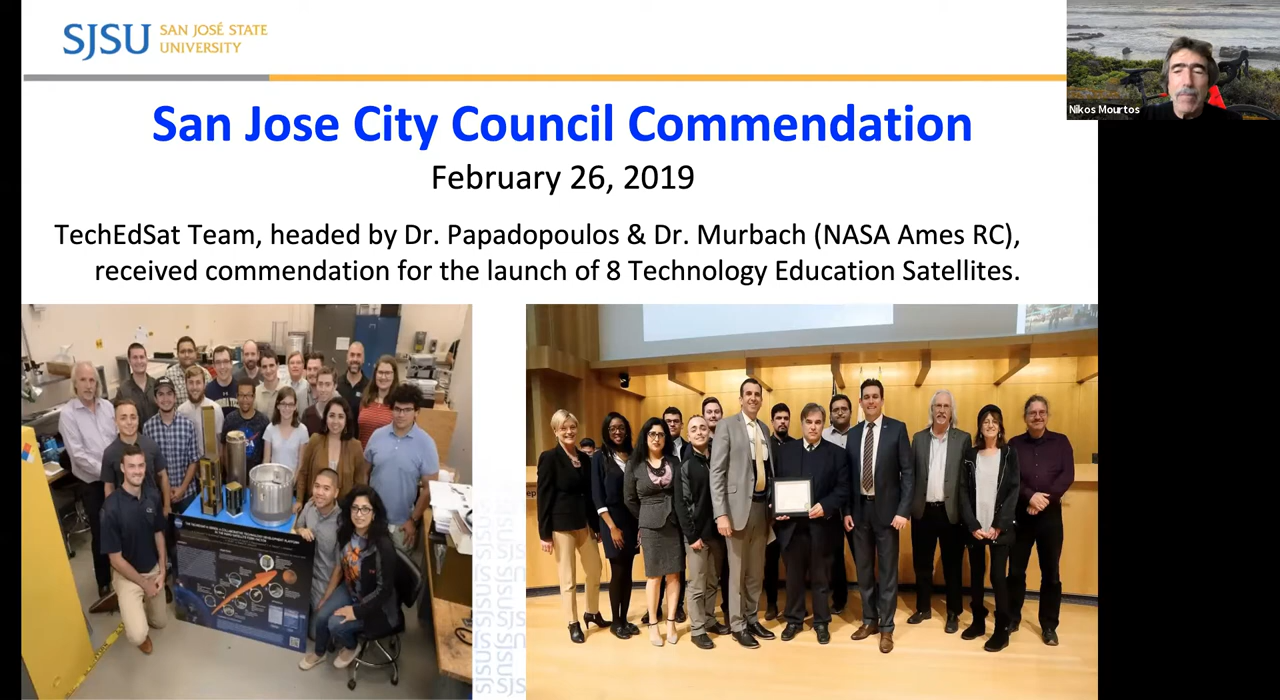 SJSU
SAN JOSÉ STATE
UNIVERSITY
Nikos Mourtos
San Jose City Council Commendation
February 26, 2019
TechEdSat Team, headed by Dr. Papadopoulos & Dr. Murbach (NASA Ames RC),
received commendation for the launch of 8 Technology Education Satellites.
SJSU